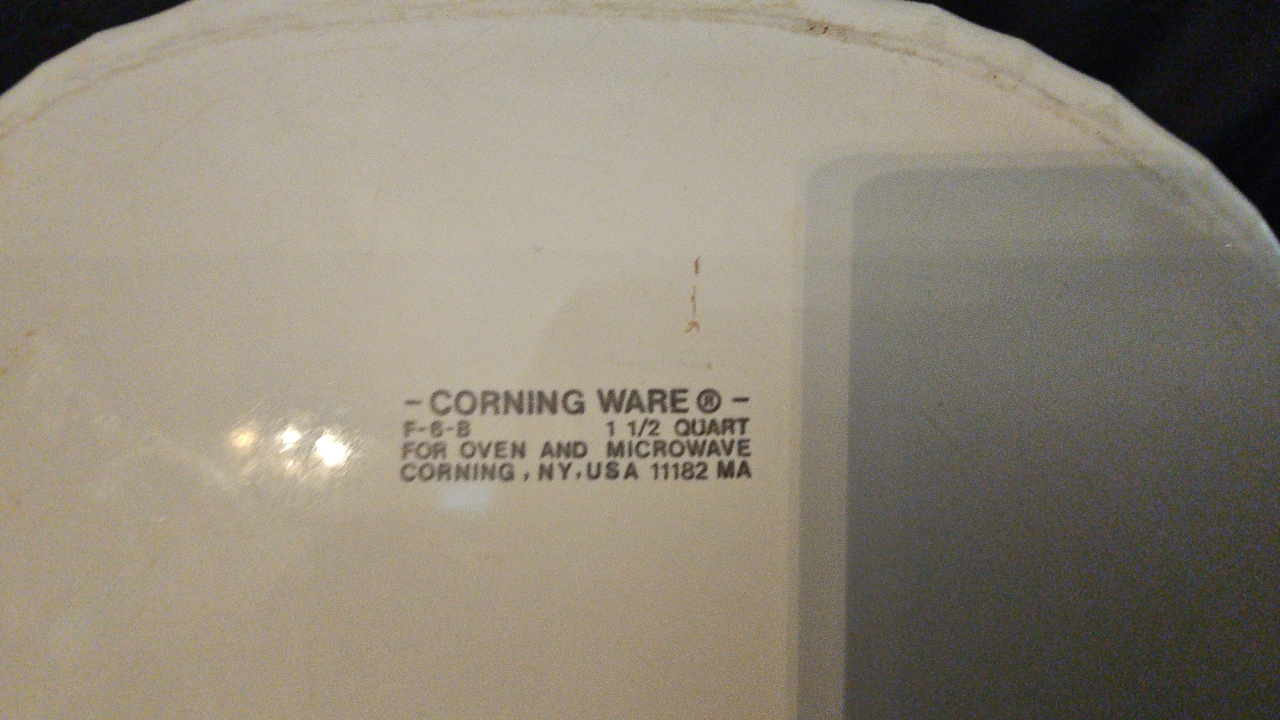 - CORNING WARE ® -
F-6-B 1 1/2 QUART
FOR OVEN AND MICROWAVE
CORNING, NY, USA 11182 MA